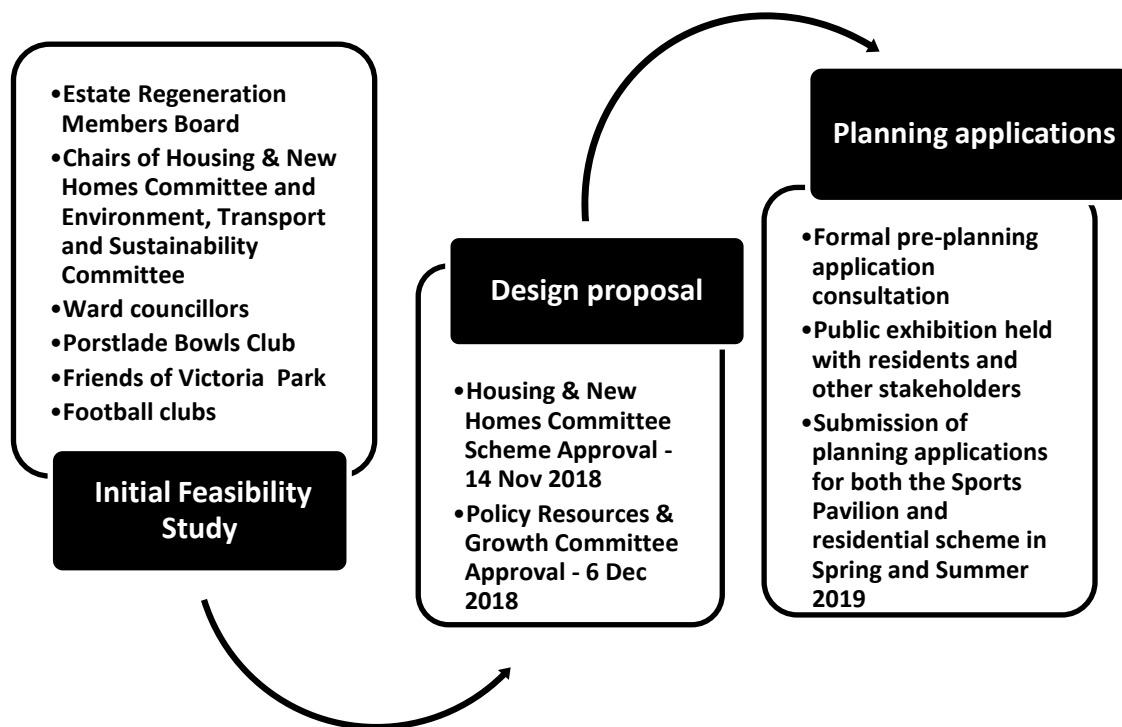 •Estate Regeneration
Members Board
•Chairs of Housing & New
Homes Committee and
Environment, Transport
and Sustainability
Committee
•Ward councillors
•Porstlade Bowls Club
•Friends of Victoria  Park
•Football clubs
Initial Feasibility
Study
Design proposal
•Housing & New
Homes Committee
Scheme Approval -
14 Nov 2018
•Policy Resources &
Growth Committee
Approval - 6 Dec
2018
Planning applications
•Formal pre-planning
application
consultation
•Public exhibition held
with residents and
other stakeholders
•Submission of
planning applications
for both the Sports
Pavilion and
residential scheme in
Spring and Summer
2019